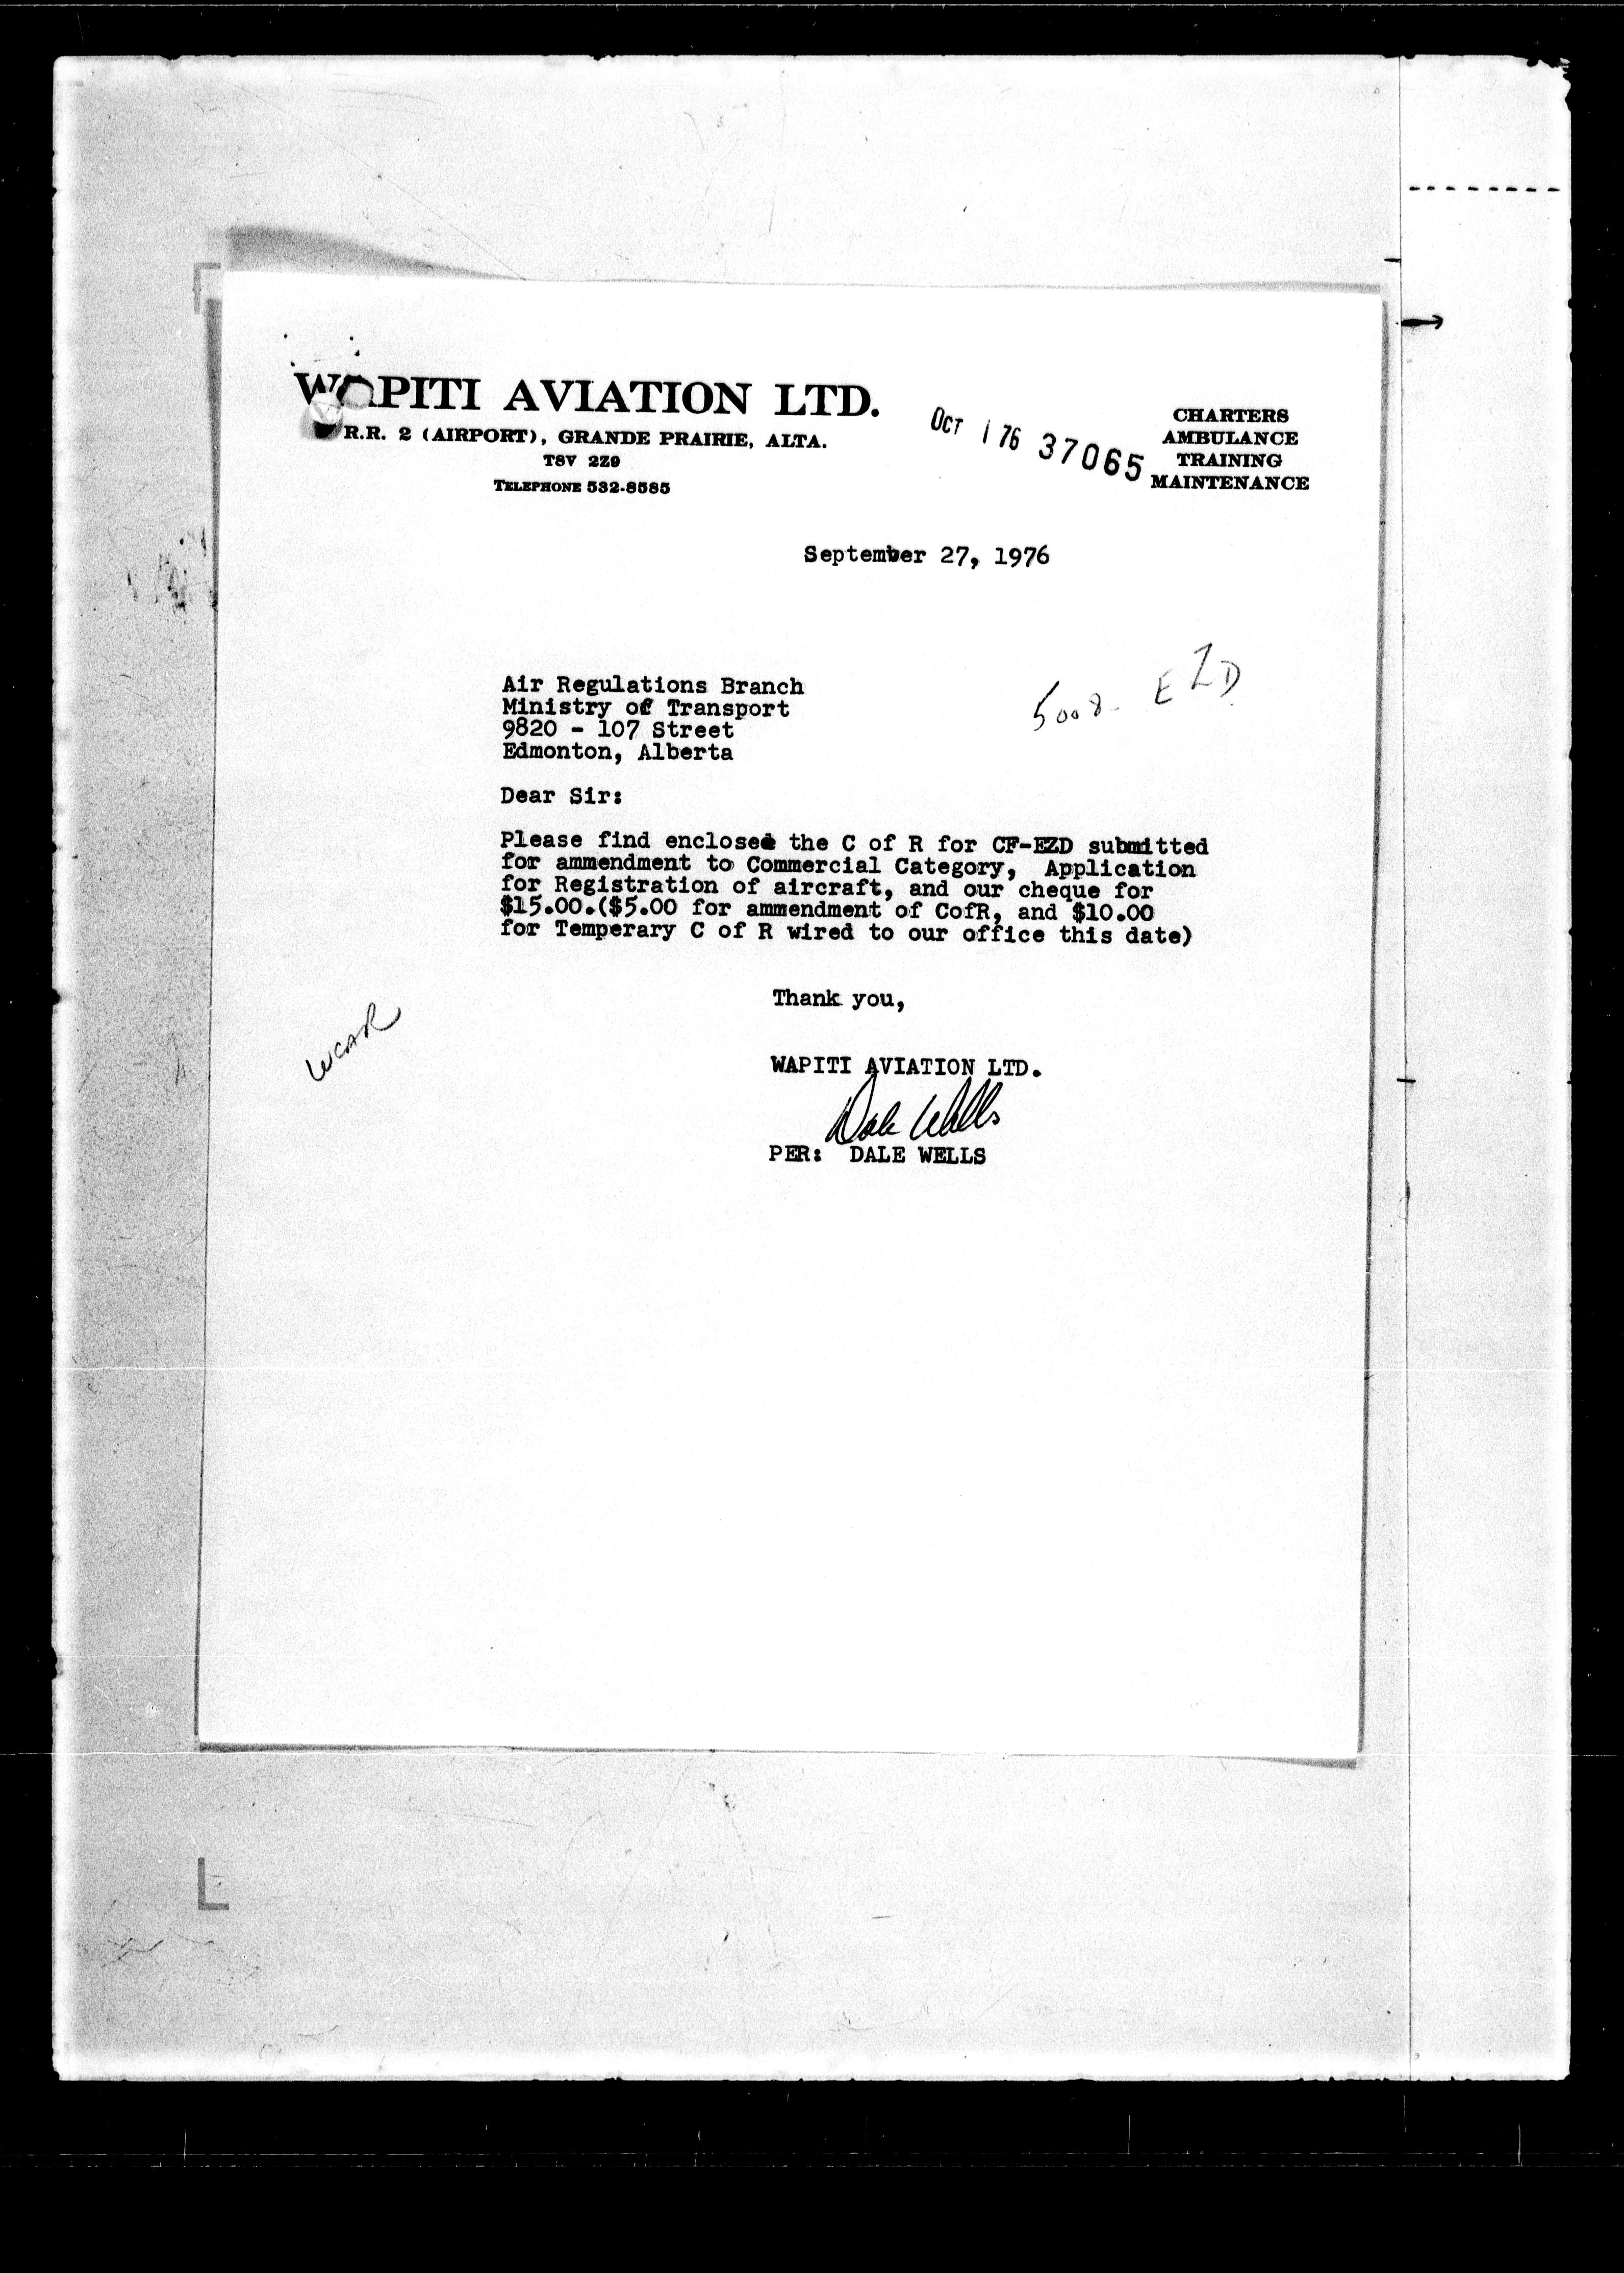 WAPITI AVIATION LTD.
R.R. 2 (AIRPORT), GRANDE PRAIRIE, ALTA.
T8V 2Z9
TELEPHONE 532-8585
OCT 1 76 37065
CHARTERS
AMBULANCE
TRAINING
MAINTENANCE
September 27, 1976
Air Regulations Branch
Ministry of Transport
9820 - 107 Street
Edmonton, Alberta
5008- EZD
Dear Sir:
Please find enclosed the C of R for CF-EZD submitted
for ammendment to Commercial Category, Application
for Registration of aircraft, and our cheque for
$15.00.($5.00 for ammendment of CofR, and $10.00
for Temperary C of R wired to our office this date)
Thank you,
WCAR
WAPITI AVIATION LTD.
Dale Wells
PER: DALE WELLS